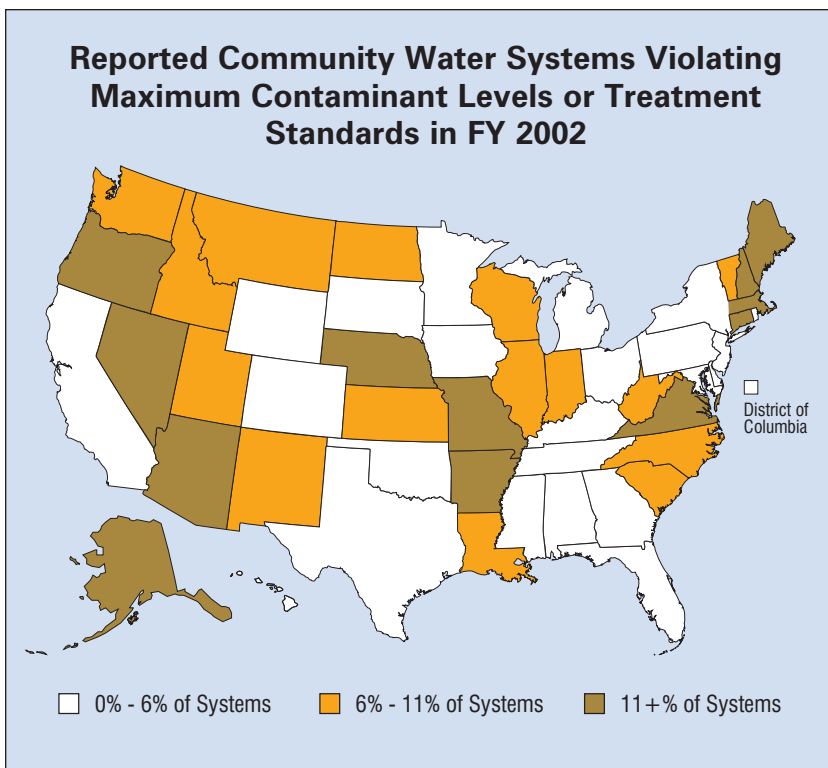 Reported Community Water Systems Violating
Maximum Contaminant Levels or Treatment
Standards in FY 2002
District of
Columbia
0% - 6% of Systems
6% - 11% of Systems
11+% of Systems